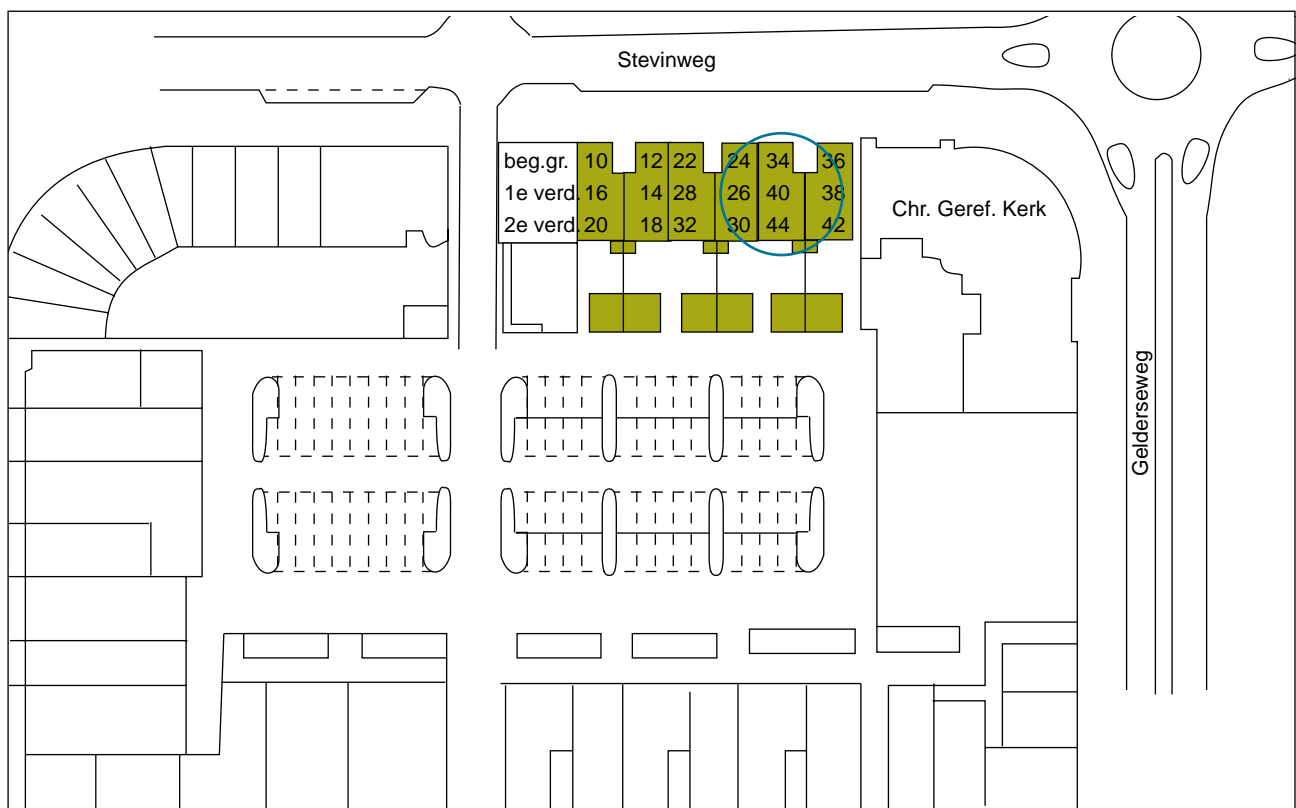 Stevinweg
beg.gr. 10 12 22 24 34 36
1e verd. 16 14 28 26 40 38
2e verd. 20 18 32 30 44 42
Chr. Geref. Kerk
Gelderseweg